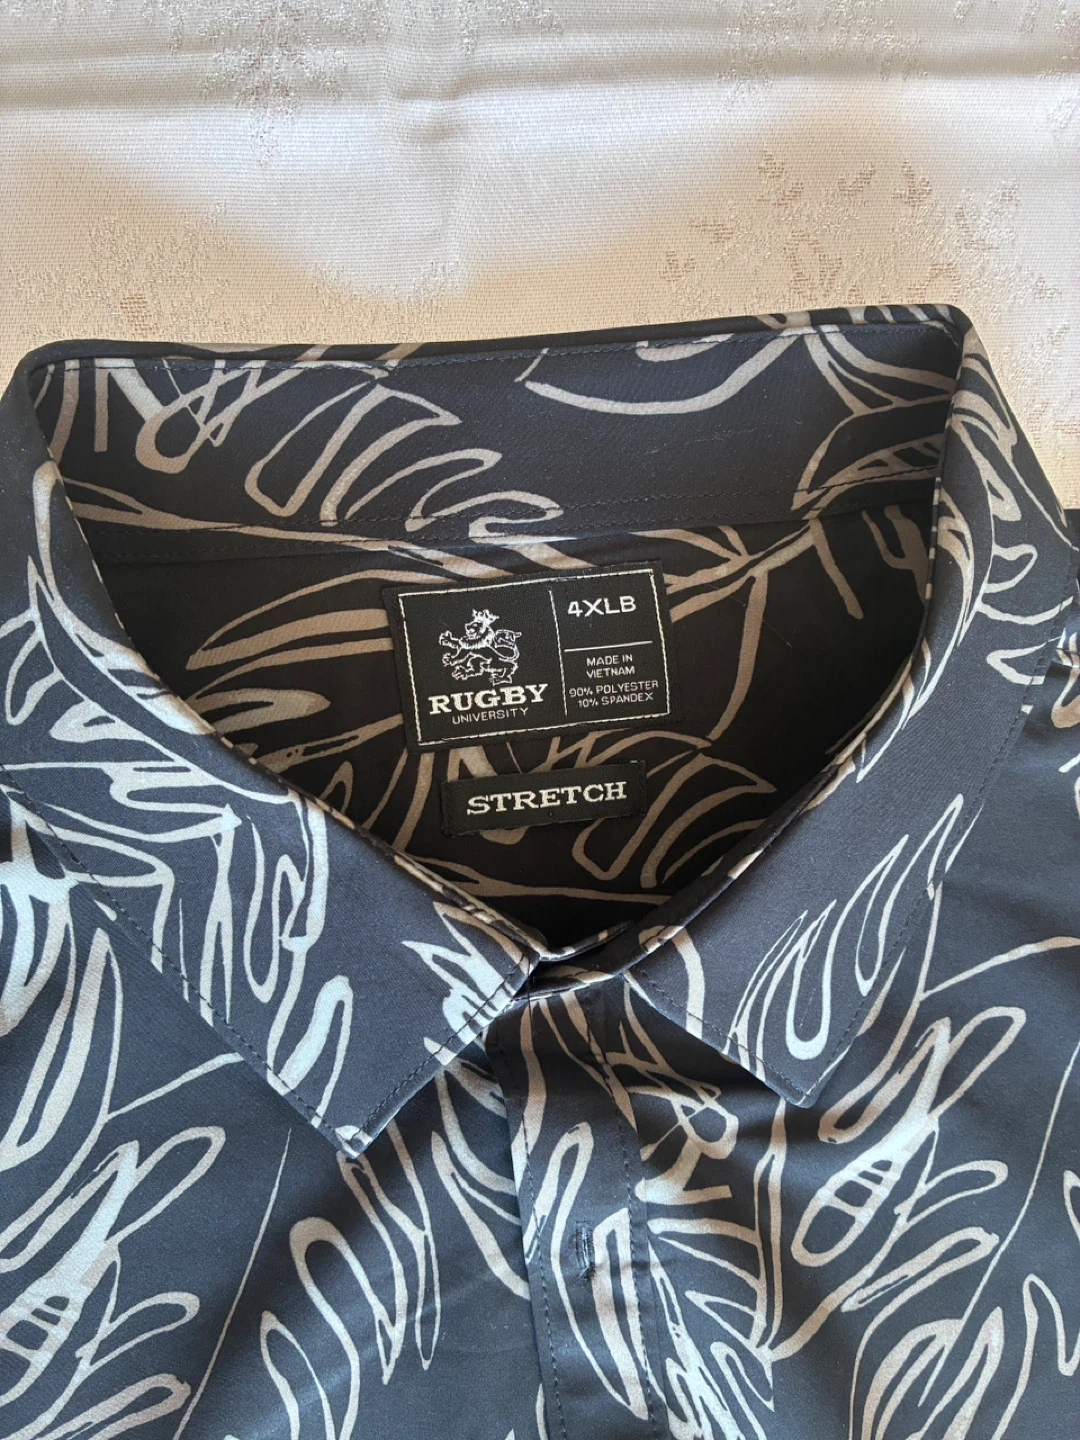 4XLB
RUGBY
UNIVERSITY
MADE IN
VIETNAM
90% POLYESTER
10% SPANDEX
STRETCH